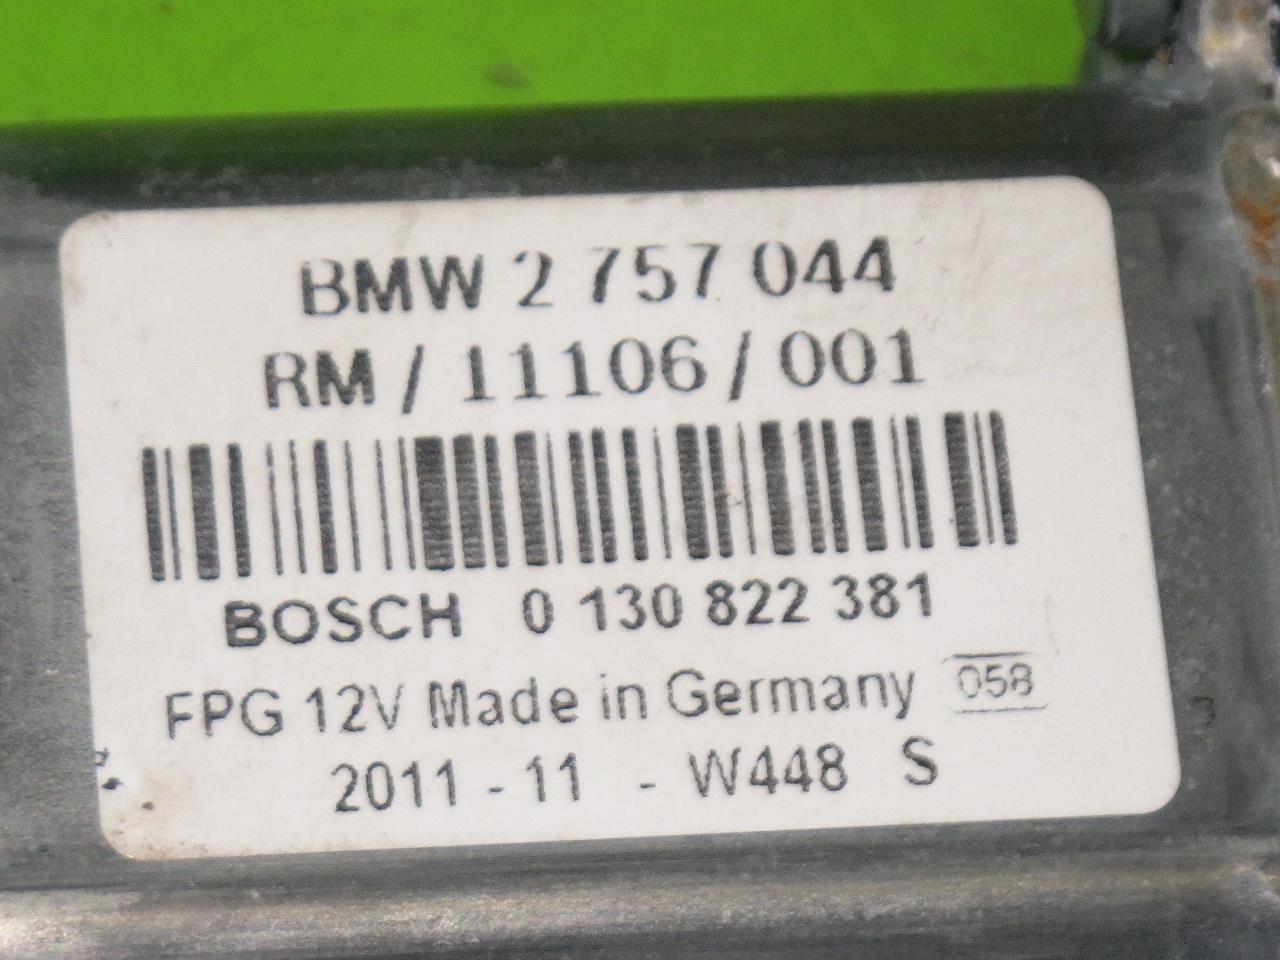 BMW 2 757 044
RM / 11106 / 001
BOSCH 0 130 822 381
FPG 12V Made in Germany 058
2011 - 11 - W448 S